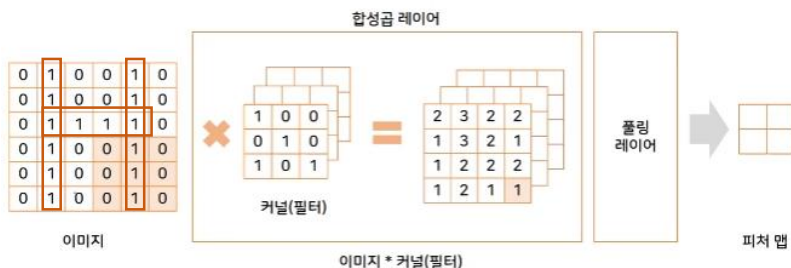 합성곱 레이어
0 1 0 0 1 0
0 1 0 0 1 0
0 1 1 1 1 0
0 1 0 0 1 0
0 1 0 0 1 0
0 1 0 0 1 0
이미지
×
1 0 0
0 1 0
1 0 1
커널(필터)
=
2 3 2 2
1 3 2 1
1 2 2 2
1 2 1 1
이미지 * 커널(필터)
풀링
레이어
피처 맵